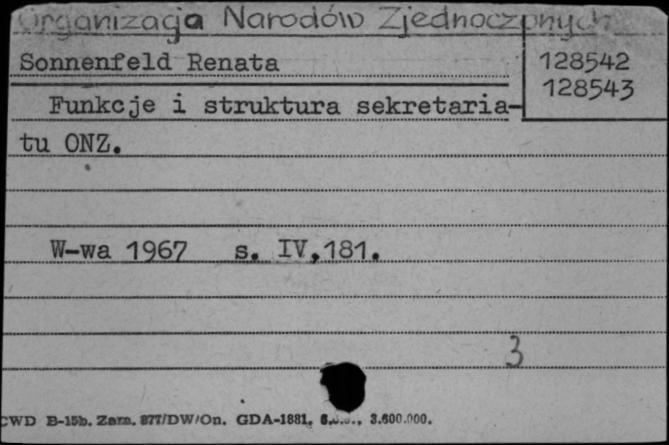 Organizacja Narodów Zjednoczonych
Sonnenfeld Renata
128542
128543
Funkcje i struktura sekretaria-
tu ONZ.
W-wa 1967 s. IV,181.
3
CWD B-15b. Zam. 877/DW/On. GDA-1881, 3.600.000.